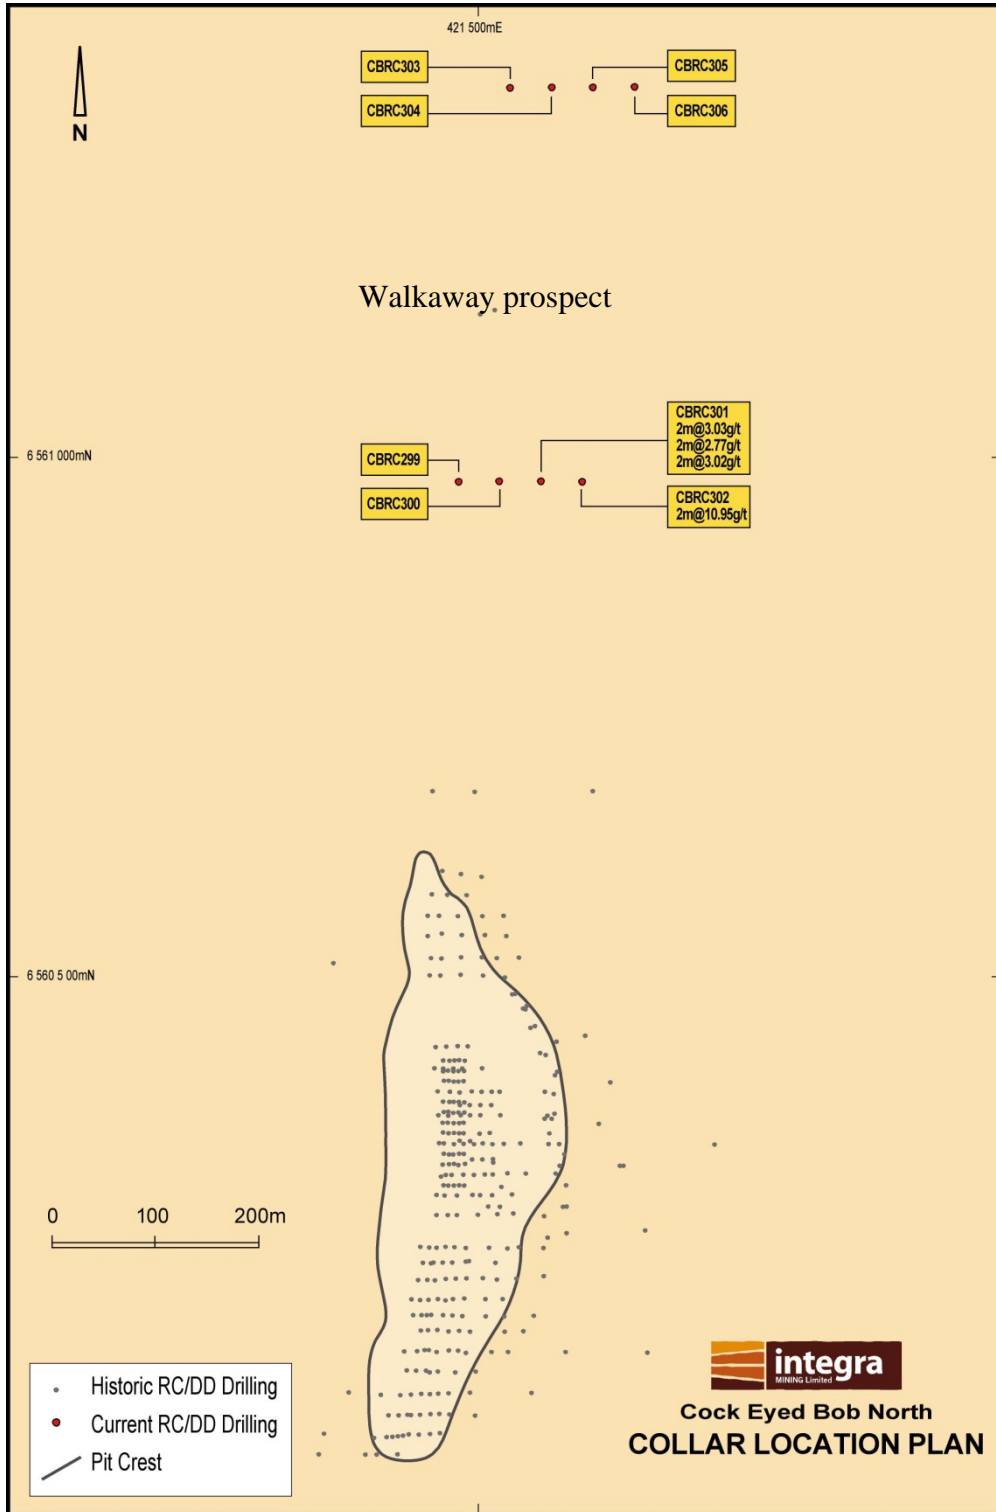 421 500mE
CBRC303
CBRC305
CBRC304
CBRC306
N
Walkaway prospect
6 561 000mN
CBRC301
2m@3.03g/t
2m@2.77g/t
2m@3.02g/t
CBRC299
CBRC300
CBRC302
2m@10.95g/t
6 560 5 00mN
0 100 200m
Historic RC/DD Drilling
Current RC/DD Drilling
Pit Crest
integra
MINING Limited
Cock Eyed Bob North
COLLAR LOCATION PLAN